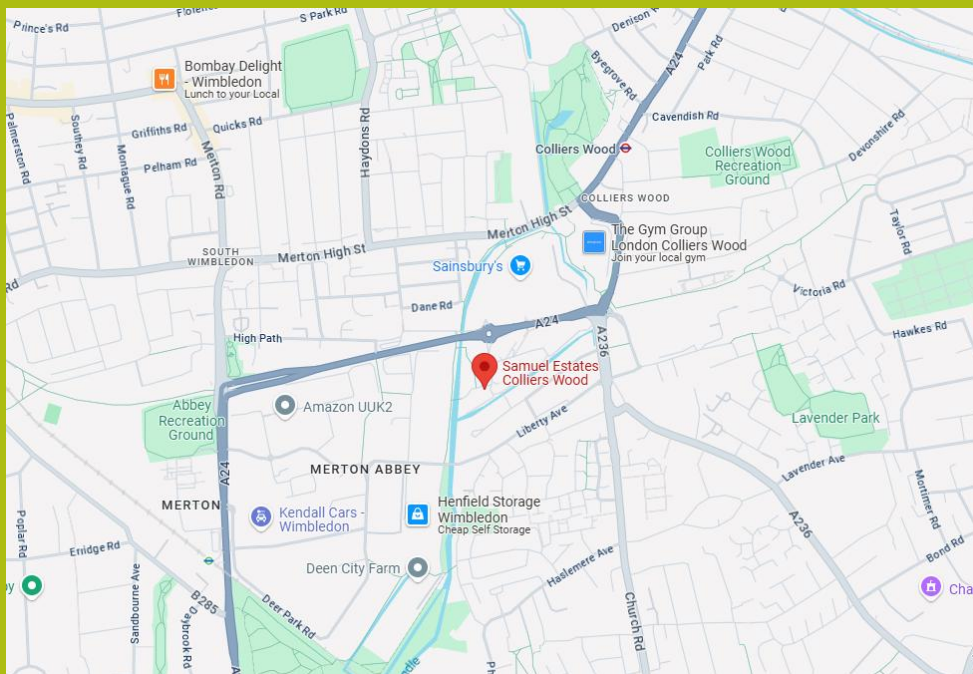 Prince's Rd
S Park Rd
Denison
A24
Park Rd
Byegrove Rd
Bombay Delight
- Wimbledon
Lunch to your Local
Palmerston Rd
Southey Rd
Montague Rd
Griffiths Rd
Quicks Rd
Pelham Rd
Merton Rd
Haydons Rd
Cavendish Rd
Colliers Wood
Colliers Wood
Recreation
Ground
Devonshire Rd
COLLIERS WOOD
Taylor Rd
Merton High St
The Gym Group
London Colliers Wood
Join your local gym
SOUTH
WIMBLEDON
Merton High St
Sainsbury's
Rd
Victoria Rd
Dane Rd
A24
Hawkes Rd
High Path
A236
Samuel Estates
Colliers Wood
Abbey
Recreation
Ground
Amazon UUK2
Liberty Ave
Lavender Park
A24
MERTON ABBEY
Lavender Ave
Mortimer Rd
MERTON
Kendall Cars -
Wimbledon
Henfield Storage
Wimbledon
Cheap Self Storage
A236
Poplar Rd
Erridge Rd
Deen City Farm
Haslemere Ave
Bond Rd
Sandbourne Ave
B285
Daybrook Rd
Deer Park Rd
Church Rd
Cha